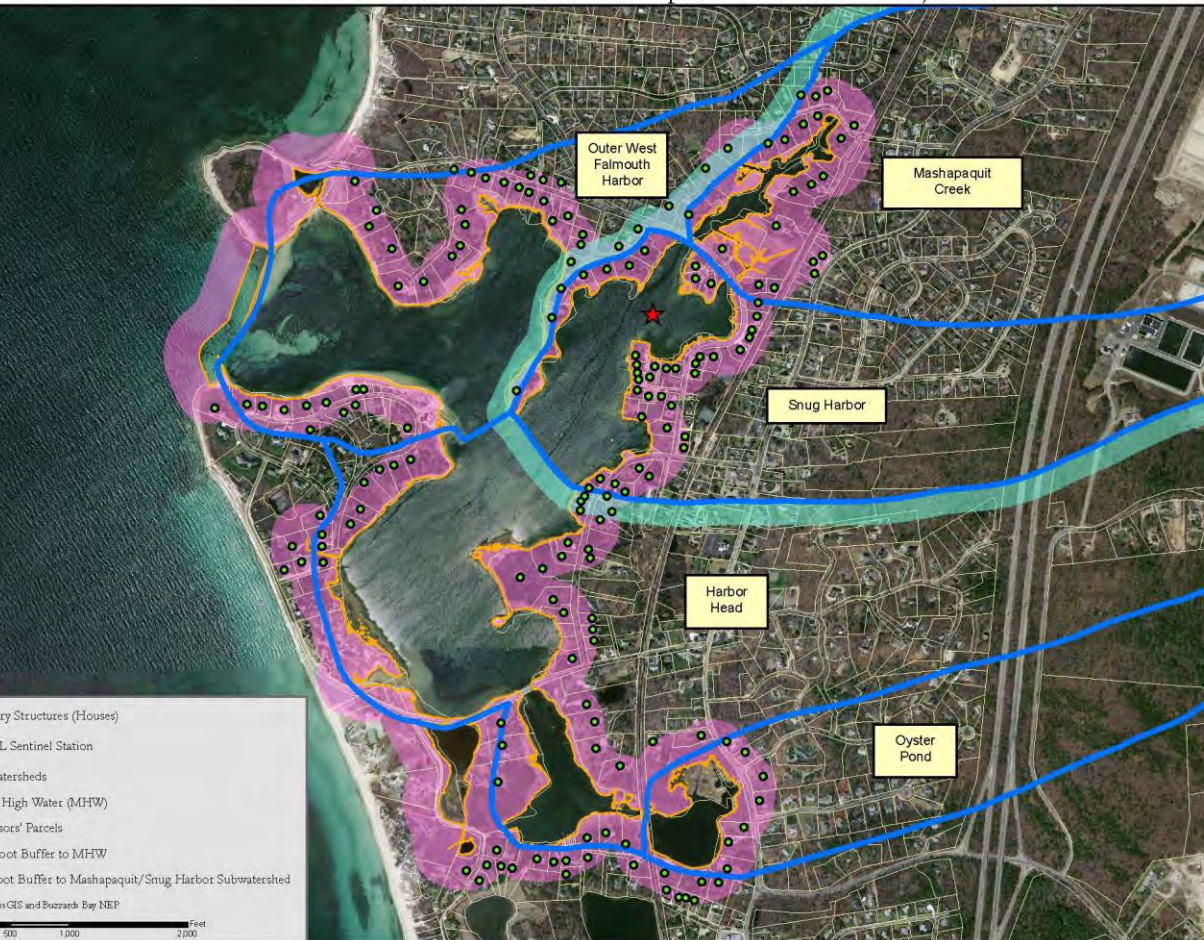 Outer West
Falmouth
Harbor
Mashapaquit
Creek
Snug Harbor
Harbor
Head
Oyster
Pond
ry Structures (Houses)
L Sentinel Station
atersheds
High Water (MHW)
sors' Parcels
oot Buffer to MHW
oot Buffer to Mashapaquit/Snug Harbor Subwatershed
sGIS and Buzzards Bay NEP
Feet
500 1,000 2,000